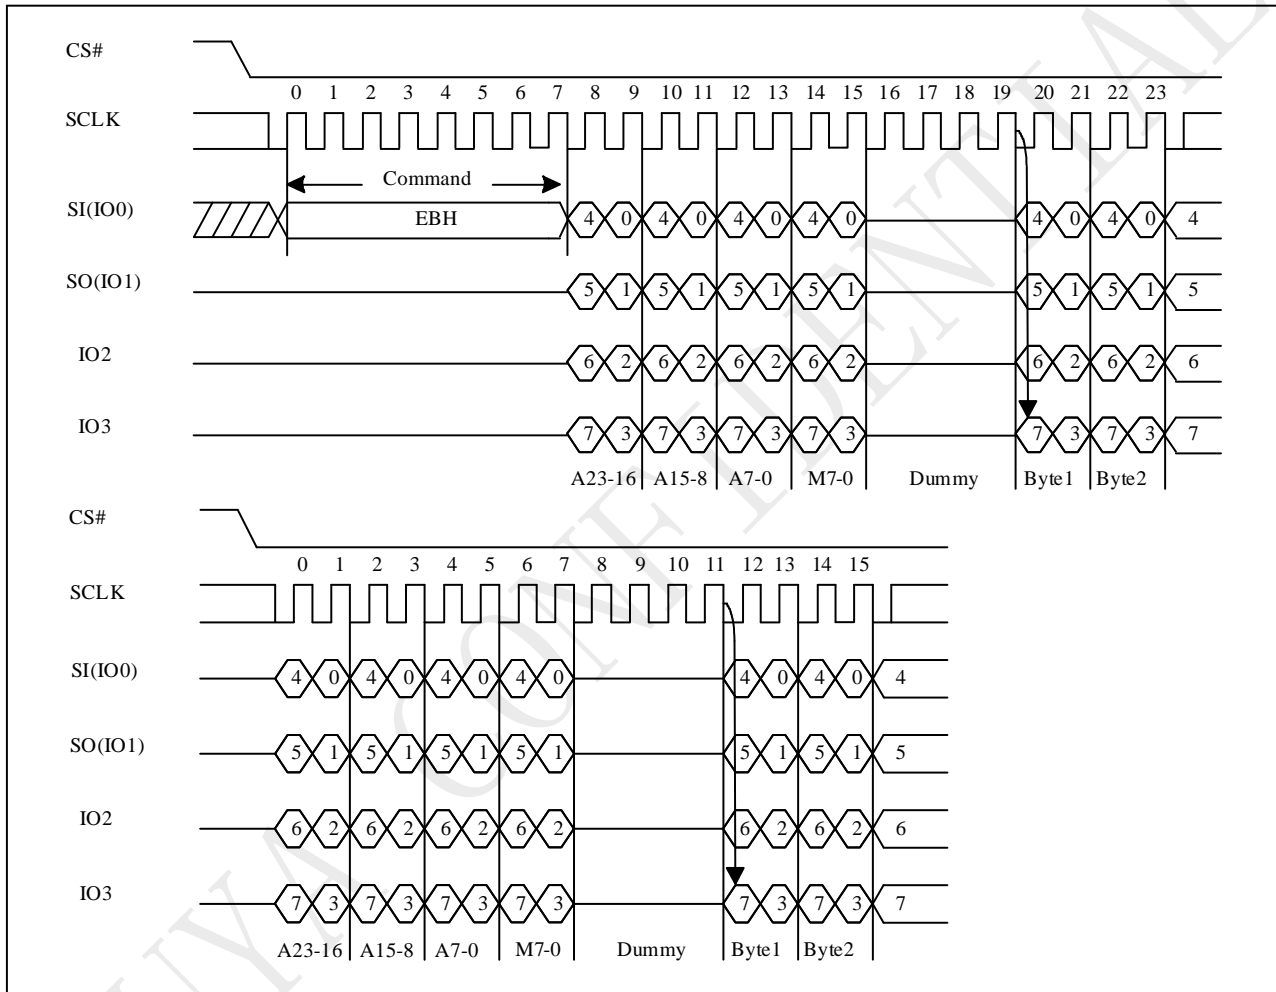 CS#
0 1 2 3 4 5 6 7 8 9 10 11 12 13 14 15 16 17 18 19 20 21 22 23
SCLK
Command
SI(IO0) EBH 4 0 4 0 4 0 4 0 4 0 4 0 4
SO(IO1) 5 1 5 1 5 1 5 1 5 1 5 1 5
IO2 6 2 6 2 6 2 6 2 6 2 6 2 6
IO3 7 3 7 3 7 3 7 3 7 3 7 3 7
A23-16 A15-8 A7-0 M7-0 Dummy Byte1 Byte2
CS#
0 1 2 3 4 5 6 7 8 9 10 11 12 13 14 15
SCLK
SI(IO0) 4 0 4 0 4 0 4 0 4 0 4 0 4
SO(IO1) 5 1 5 1 5 1 5 1 5 1 5 1 5
IO2 6 2 6 2 6 2 6 2 6 2 6 2 6
IO3 7 3 7 3 7 3 7 3 7 3 7 3 7
A23-16 A15-8 A7-0 M7-0 Dummy Byte1 Byte2
UYA CONFIDENTIAL